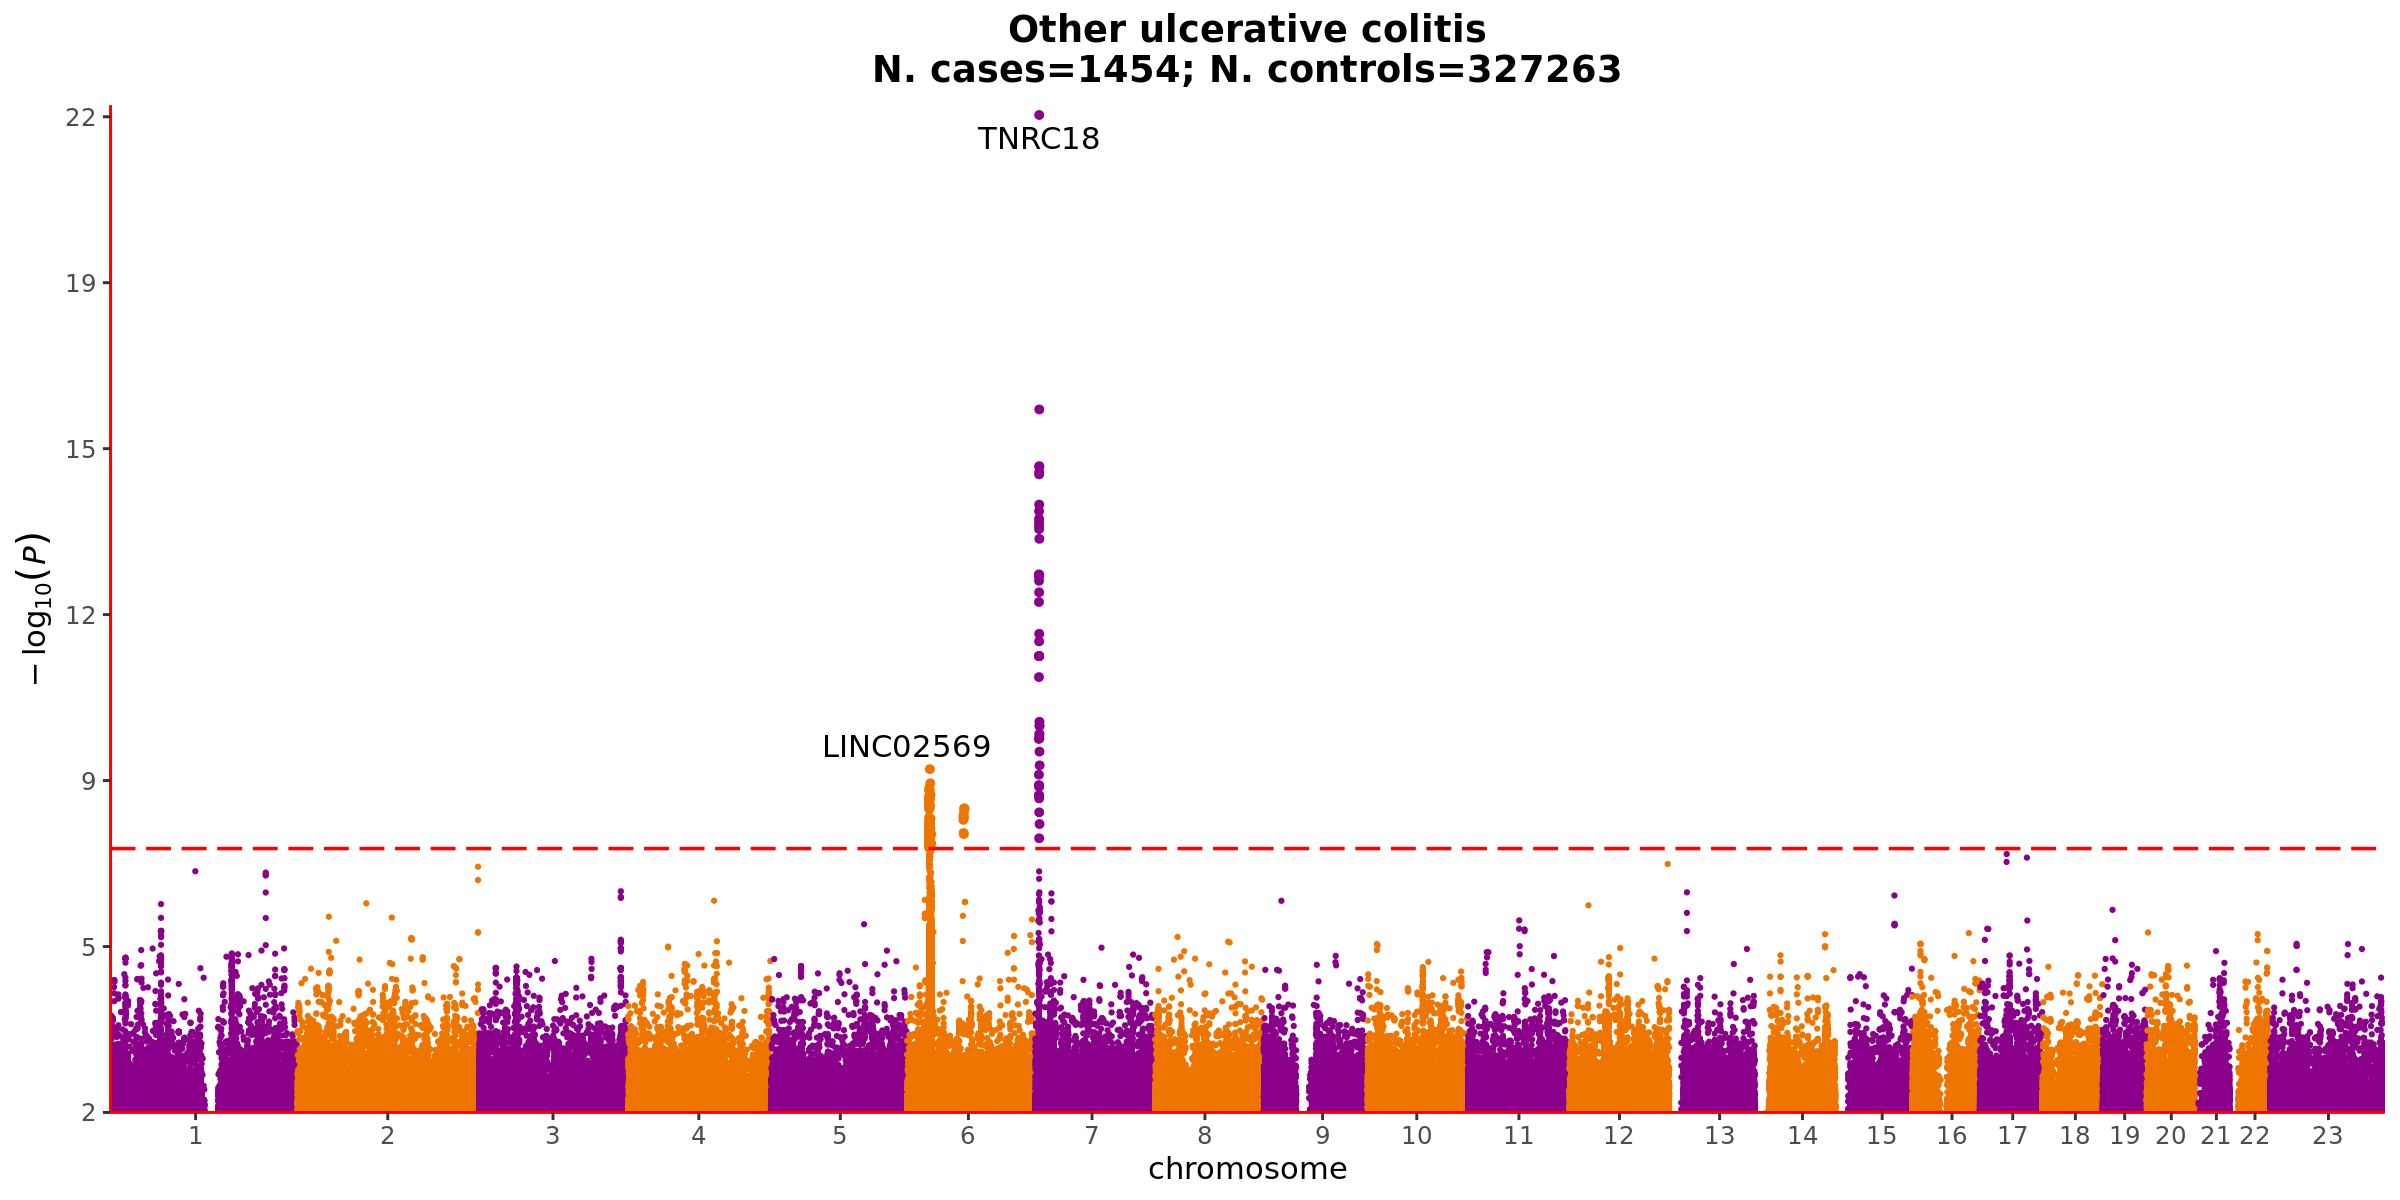 Other ulcerative colitis
N. cases=1454; N. controls=327263
22
19
15
12
9
5
2
−log10(P)
TNRC18
LINC02569
1 2 3 4 5 6 7 8 9 10 11 12 13 14 15 16 17 18 19 20 21 22 23
chromosome